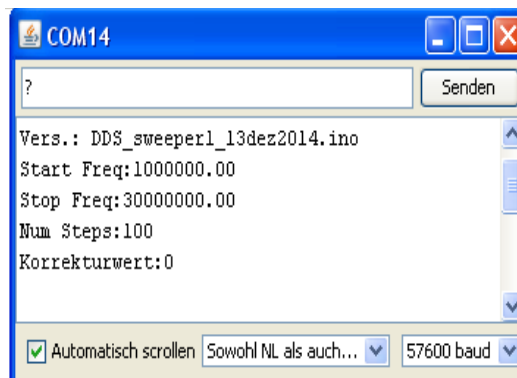 COM14
?
Senden
Vers.: DDS_sweeper1_13dez2014.ino
Start Freq:1000000.00
Stop Freq:30000000.00
Num Steps:100
Korrekturwert:0
Automatisch scrollen
Sowohl NL als auch...
57600 baud